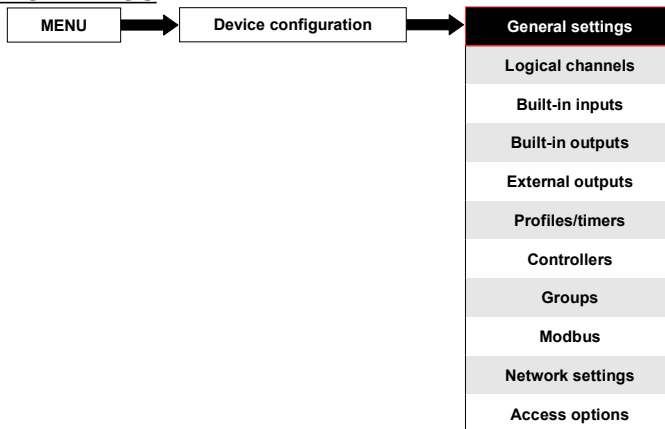 MENU
Device configuration
General settings
Logical channels
Built-in inputs
Built-in outputs
External outputs
Profiles/timers
Controllers
Groups
Modbus
Network settings
Access options